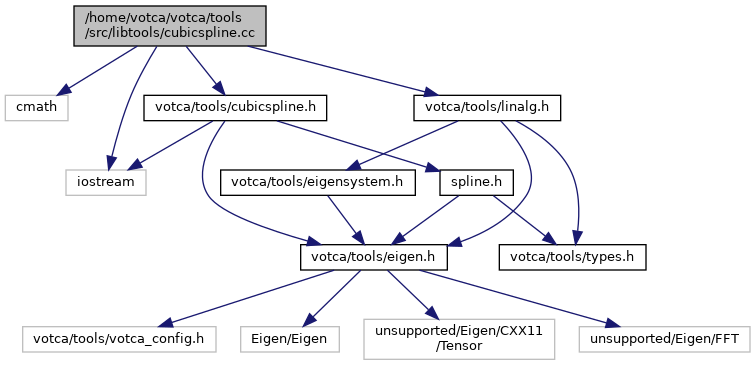 /home/votca/votca/tools
/src/libtools/cubicspline.cc
cmath
votca/tools/cubicspline.h
votca/tools/linalg.h
iostream
votca/tools/eigensystem.h
spline.h
votca/tools/eigen.h
votca/tools/types.h
votca/tools/votca_config.h
Eigen/Eigen
unsupported/Eigen/CXX11
/Tensor
unsupported/Eigen/FFT